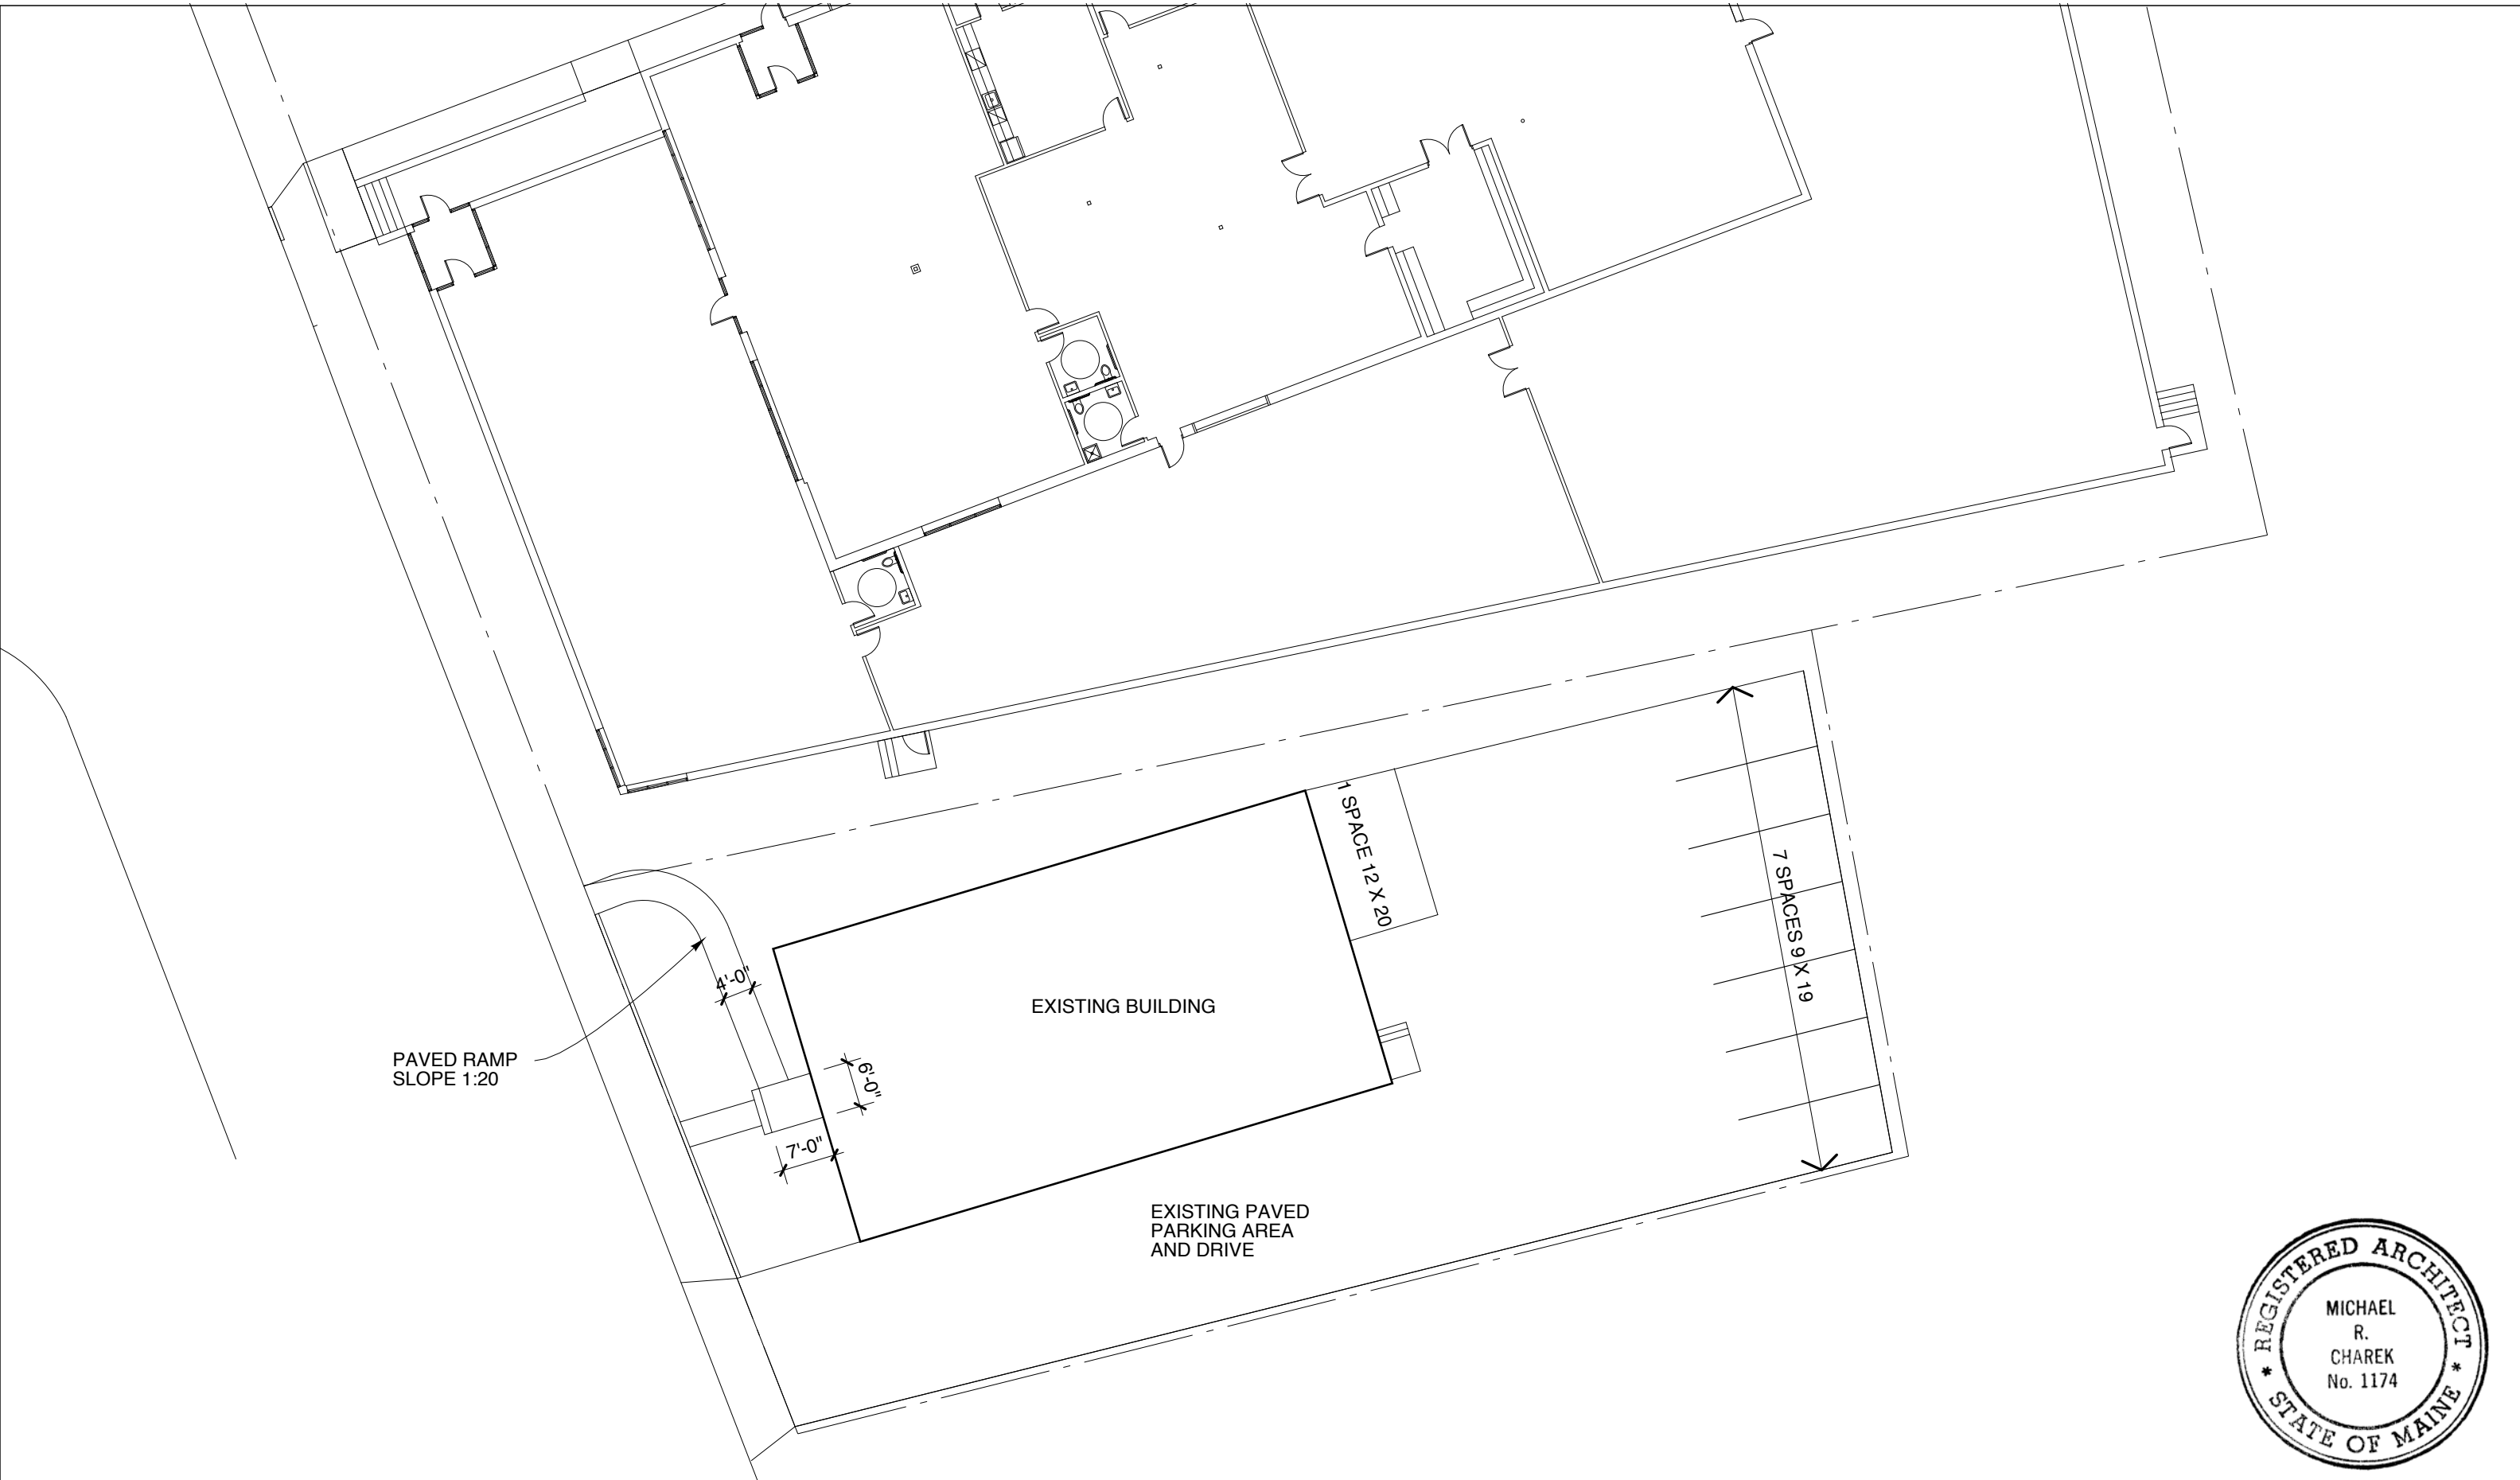 1 SPACE 12 X 20
7 SPACES 9 X 19
4'-0"
EXISTING BUILDING
PAVED RAMP
SLOPE 1:20
6'-0"
7'-0"
EXISTING PAVED
PARKING AREA
AND DRIVE
REGISTERED ARCHITECT
MICHAEL
R.
CHAREK
No. 1174
* STATE OF MAINE *